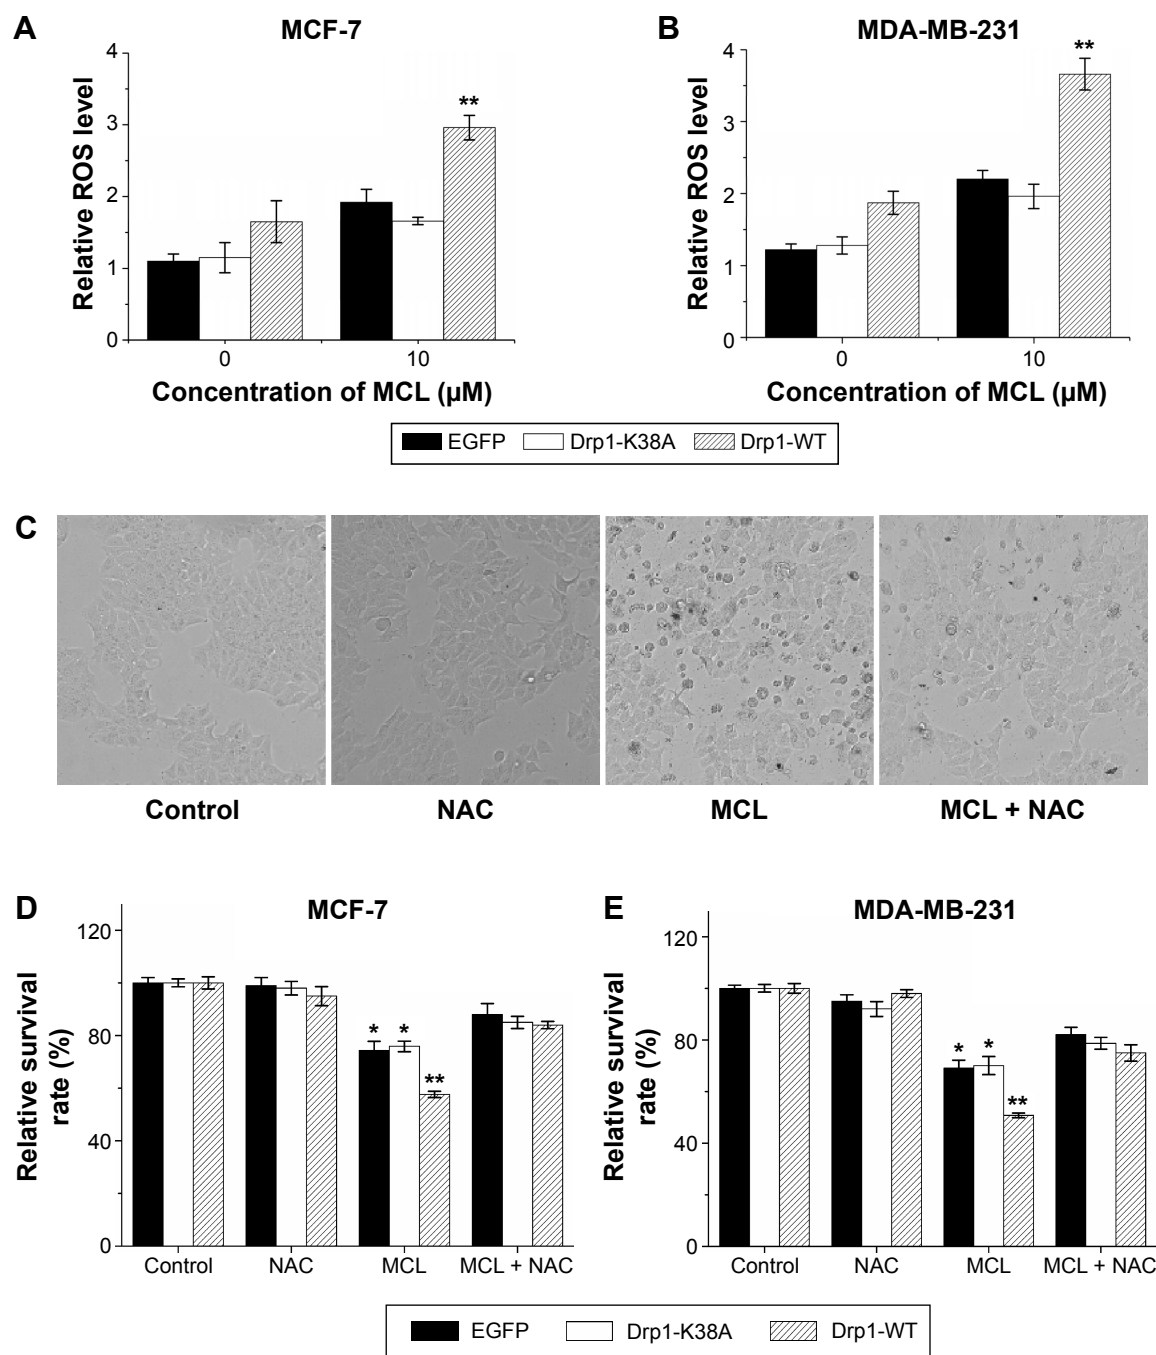 A
MCF-7
Relative ROS level
4
3
2
1
0
**
0
10
Concentration of MCL (µM)
B
MDA-MB-231
Relative ROS level
4
3
2
1
0
**
0
10
Concentration of MCL (µM)
EGFP Drp1-K38A Drp1-WT
C
Control
NAC
MCL
MCL + NAC
D
MCF-7
Relative survival
rate (%)
120
80
40
0
* *
**
Control NAC MCL MCL + NAC
E
MDA-MB-231
Relative survival
rate (%)
120
80
40
0
* *
**
Control NAC MCL MCL + NAC
EGFP Drp1-K38A Drp1-WT